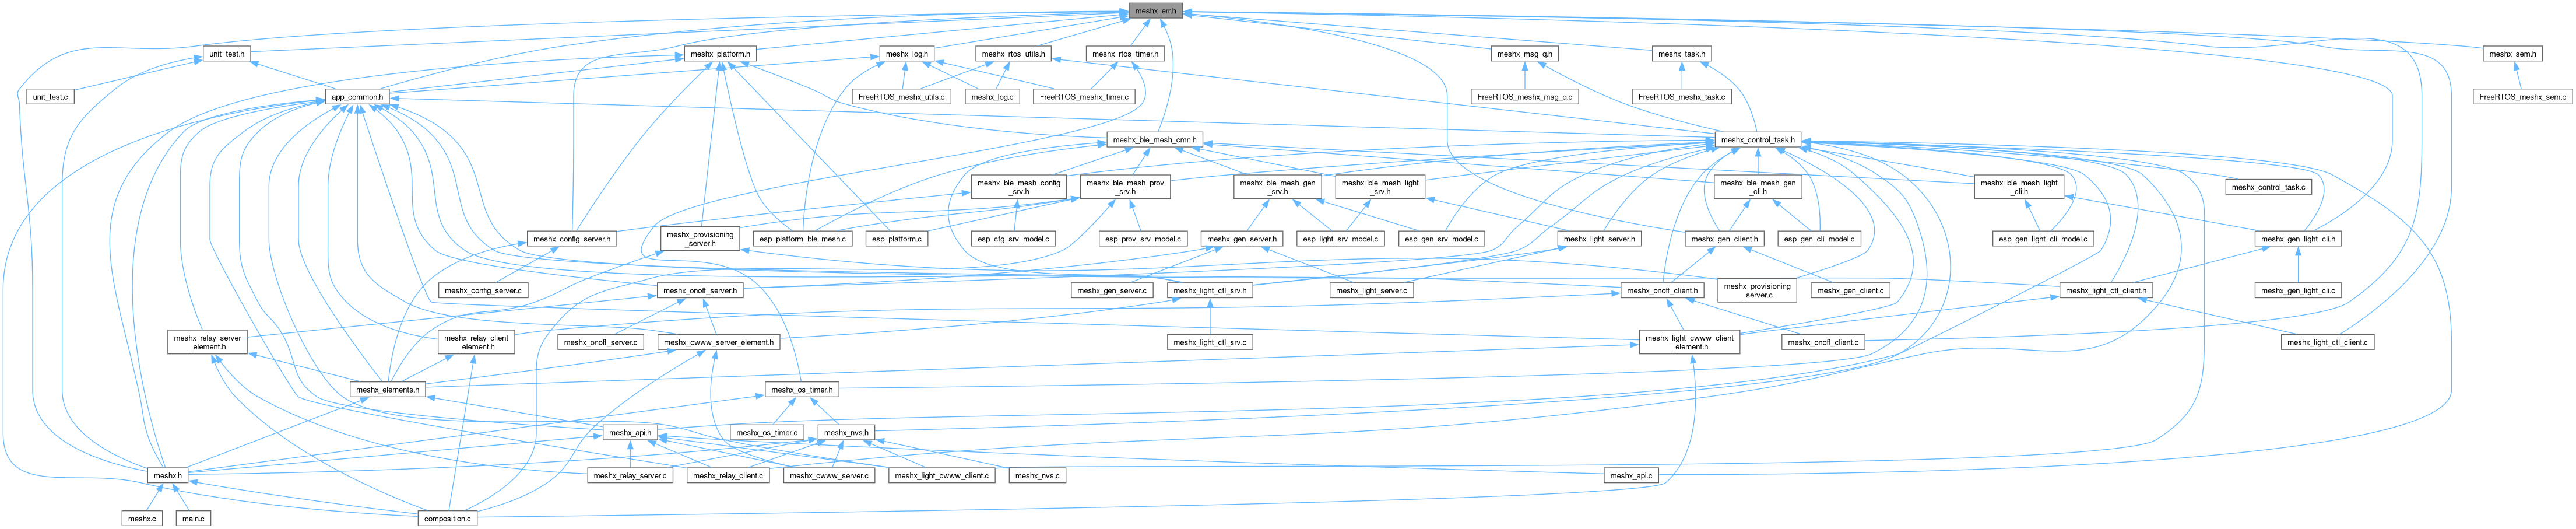 meshx_err.h
unit_test.h
meshx_platform.h
meshx_log.h
meshx_rtos_utils.h
meshx_rtos_timer.h
meshx_msg_q.h
meshx_task.h
meshx_sem.h
unit_test.c
app_common.h
FreeRTOS_meshx_utils.c
meshx_log.c
FreeRTOS_meshx_timer.c
FreeRTOS_meshx_msg_q.c
FreeRTOS_meshx_task.c
FreeRTOS_meshx_sem.c
meshx_ble_mesh_cmn.h
meshx_control_task.h
meshx_ble_mesh_config
_srv.h
meshx_ble_mesh_prov
_srv.h
meshx_ble_mesh_gen
_srv.h
meshx_ble_mesh_light
_srv.h
meshx_ble_mesh_gen
_cli.h
meshx_ble_mesh_light
_cli.h
meshx_control_task.c
meshx_config_server.h
meshx_provisioning
_server.h
esp_platform_ble_mesh.c
esp_platform.c
esp_cfg_srv_model.c
esp_prov_srv_model.c
meshx_gen_server.h
esp_light_srv_model.c
esp_gen_srv_model.c
meshx_light_server.h
meshx_gen_client.h
esp_gen_cli_model.c
esp_gen_light_cli_model.c
meshx_gen_light_cli.h
meshx_config_server.c
meshx_onoff_server.h
meshx_gen_server.c
meshx_light_ctl_srv.h
meshx_light_server.c
meshx_onoff_client.h
meshx_provisioning
_server.c
meshx_gen_client.c
meshx_light_ctl_client.h
meshx_gen_light_cli.c
meshx_relay_server
_element.h
meshx_relay_client
_element.h
meshx_onoff_server.c
meshx_cwww_server_element.h
meshx_light_ctl_srv.c
meshx_light_cwww_client
_element.h
meshx_onoff_client.c
meshx_light_ctl_client.c
meshx_elements.h
meshx_os_timer.h
meshx_api.h
meshx_os_timer.c
meshx_nvs.h
meshx.h
meshx_relay_server.c
meshx_relay_client.c
meshx_cwww_server.c
meshx_light_cwww_client.c
meshx_nvs.c
meshx_api.c
meshx.c
main.c
composition.c